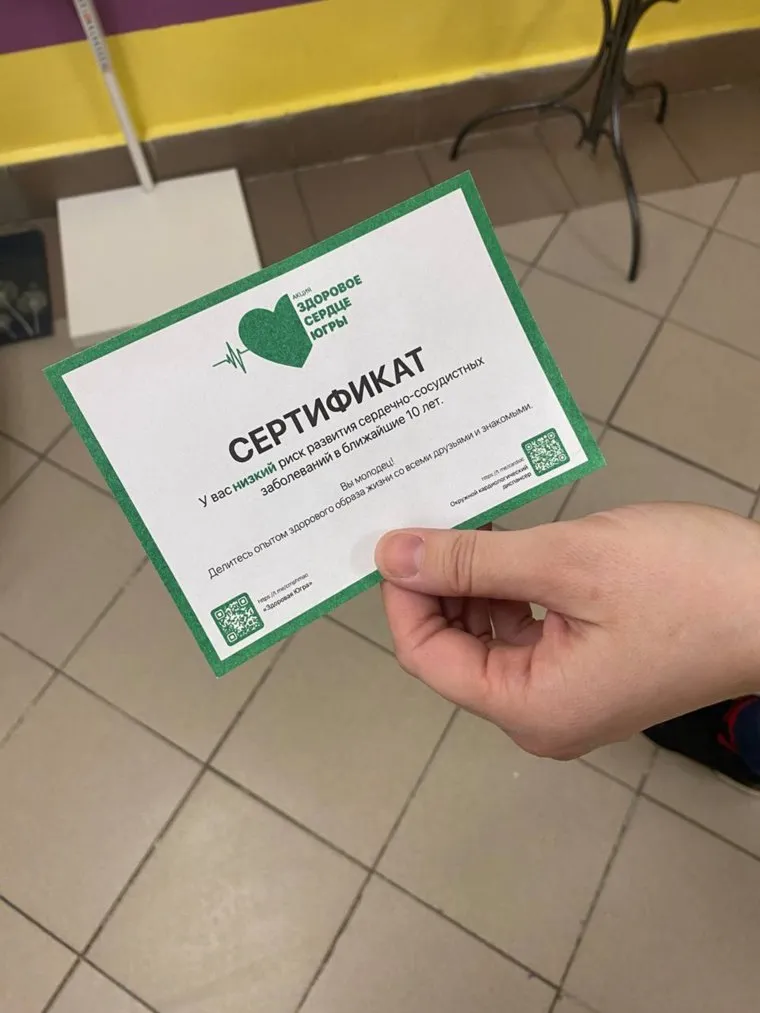 АКЦИЯ
ЗДОРОВОЕ
СЕРДЦЕ
ЮГРЫ
СЕРТИФИКАТ
У вас низкий риск развития сердечно-сосудистых
заболеваний в ближайшие 10 лет.
Вы молодец!
Делитесь опытом здорового образа жизни со всеми друзьями и знакомыми.
Окружной кардиологический
диспансер
«Здоровая Югра»